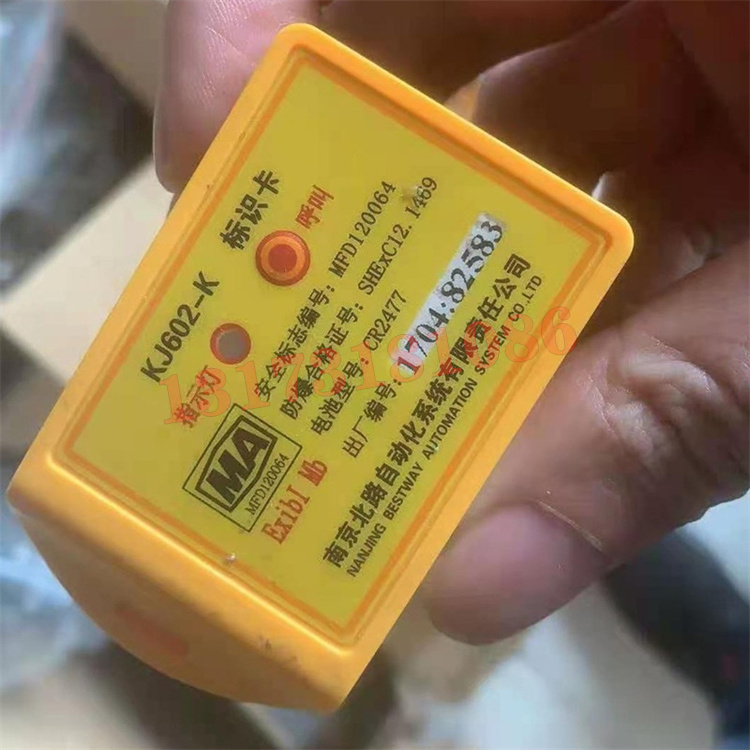 KJ602-K 标识卡
指示灯
呼叫
MA
MFD120064
ExibI Mb
安全标志编号: MFD120064
防爆合格证号: SHExC12.1469
电池型号: CR2477
出厂编号: 1704:82583
南京北路自动化系统有限责任公司
NANJING BESTWAY AUTOMATION SYSTEM CO.,LTD